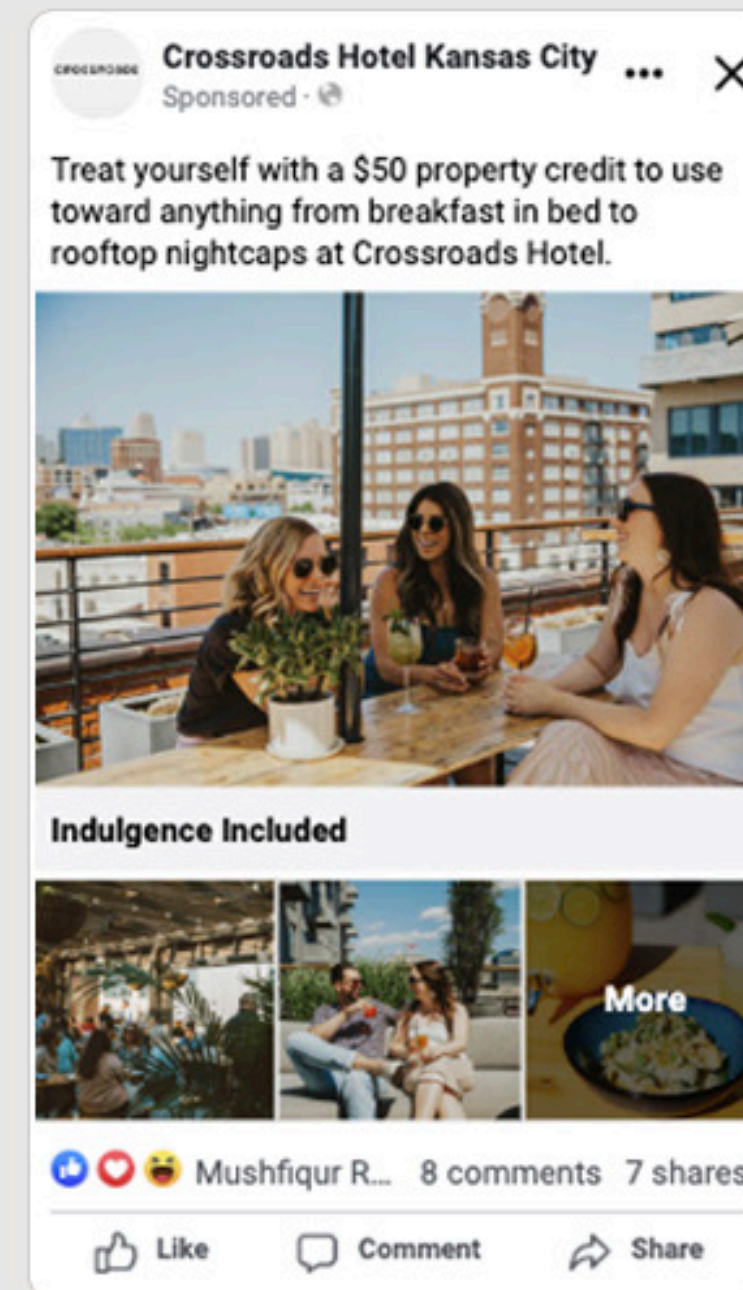 CROSSROADS
Crossroads Hotel Kansas City
Sponsored ·
Treat yourself with a $50 property credit to use
toward anything from breakfast in bed to
rooftop nightcaps at Crossroads Hotel.
Indulgence Included
More
Mushfiqur R... 8 comments 7 shares
Like Comment Share